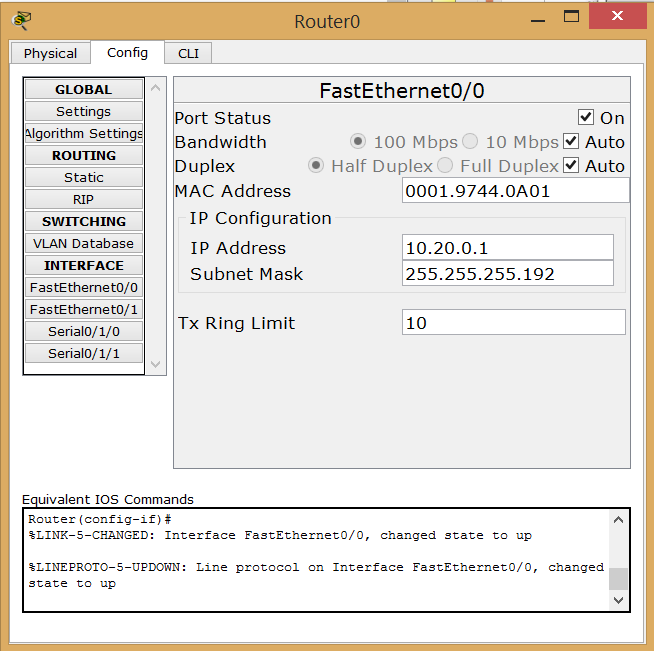 Router0
Physical Config CLI
GLOBAL
Settings
Algorithm Settings
ROUTING
Static
RIP
SWITCHING
VLAN Database
INTERFACE
FastEthernet0/0
FastEthernet0/1
Serial0/1/0
Serial0/1/1
FastEthernet0/0
Port Status On
Bandwidth 100 Mbps 10 Mbps Auto
Duplex Half Duplex Full Duplex Auto
MAC Address 0001.9744.0A01
IP Configuration
IP Address 10.20.0.1
Subnet Mask 255.255.255.192
Tx Ring Limit 10
Equivalent IOS Commands
Router(config-if)#
%LINK-5-CHANGED: Interface FastEthernet0/0, changed state to up
%LINEPROTO-5-UPDOWN: Line protocol on Interface FastEthernet0/0, changed
state to up